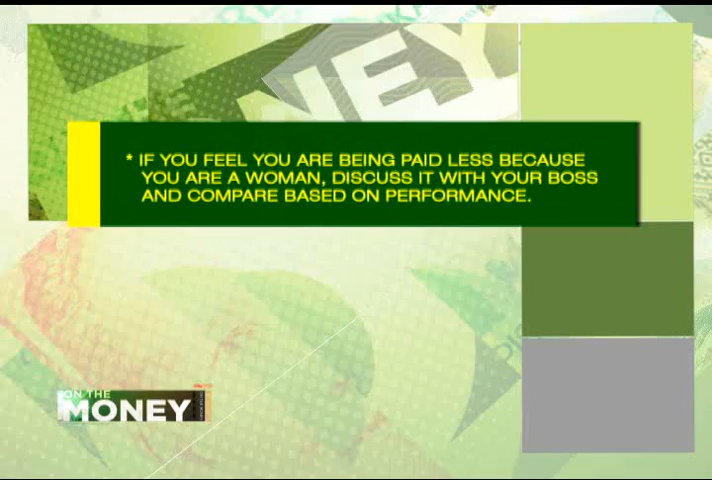 NEY
* IF YOU FEEL YOU ARE BEING PAID LESS BECAUSE
YOU ARE A WOMAN, DISCUSS IT WITH YOUR BOSS
AND COMPARE BASED ON PERFORMANCE.
ON THE
MONEY